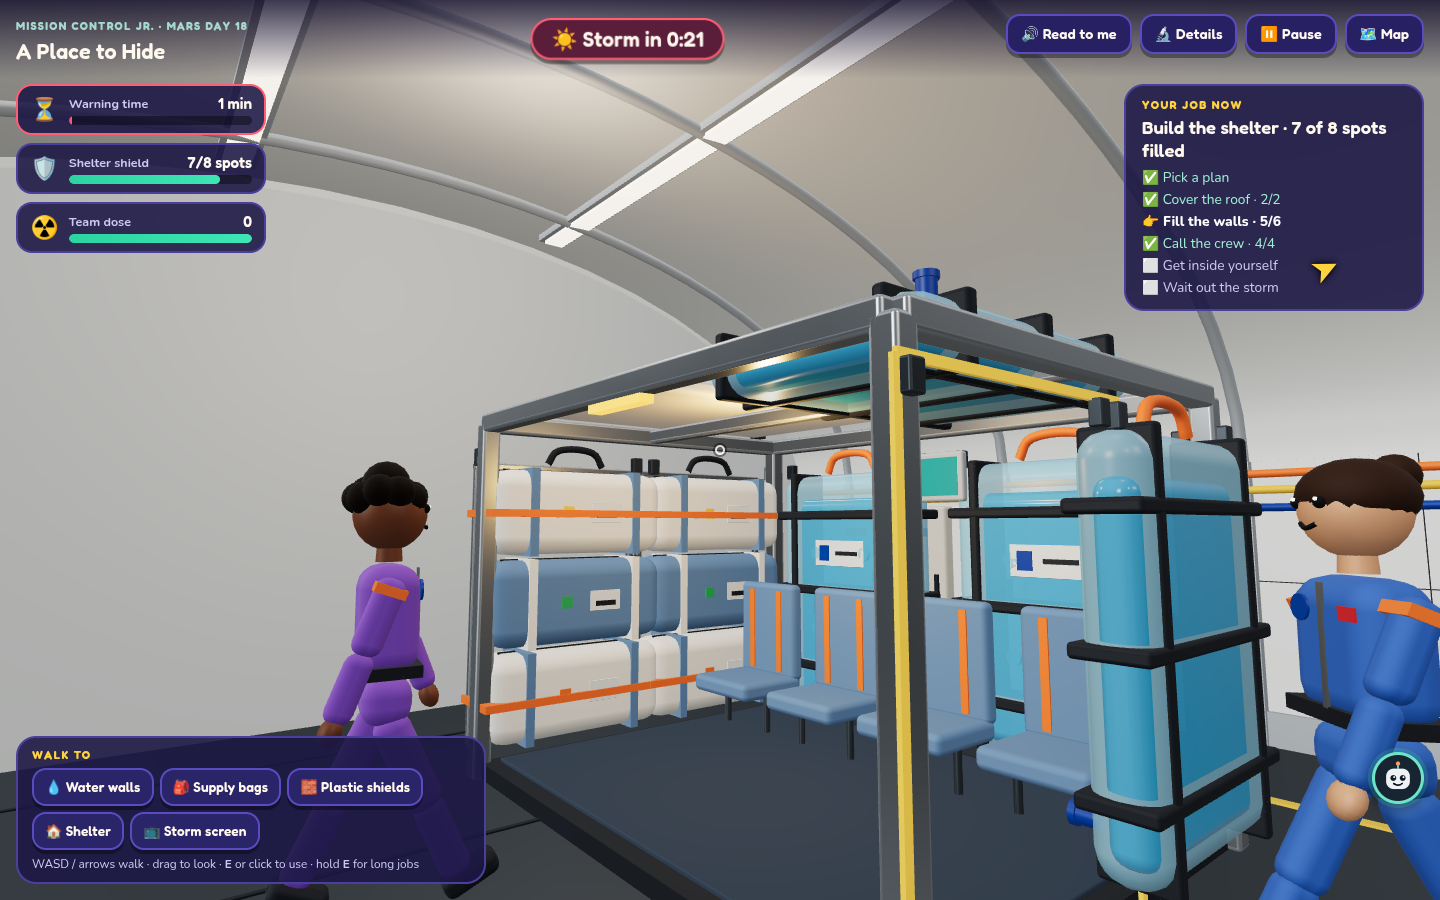 MISSION CONTROL JR. · MARS DAY 18
A Place to Hide
☀️ Storm in 0:21
🔊 Read to me
🔬 Details
⏸️ Pause
🗺️ Map
⏳ Warning time 1 min
🛡️ Shelter shield 7/8 spots
☢️ Team dose 0
YOUR JOB NOW
Build the shelter · 7 of 8 spots
filled
✅ Pick a plan
✅ Cover the roof · 2/2
👉 Fill the walls · 5/6
✅ Call the crew · 4/4
⬜ Get inside yourself
⬜ Wait out the storm
WALK TO
💧 Water walls
🎒 Supply bags
🧱 Plastic shields
🏠 Shelter
📺 Storm screen
WASD / arrows walk · drag to look · E or click to use · hold E for long jobs